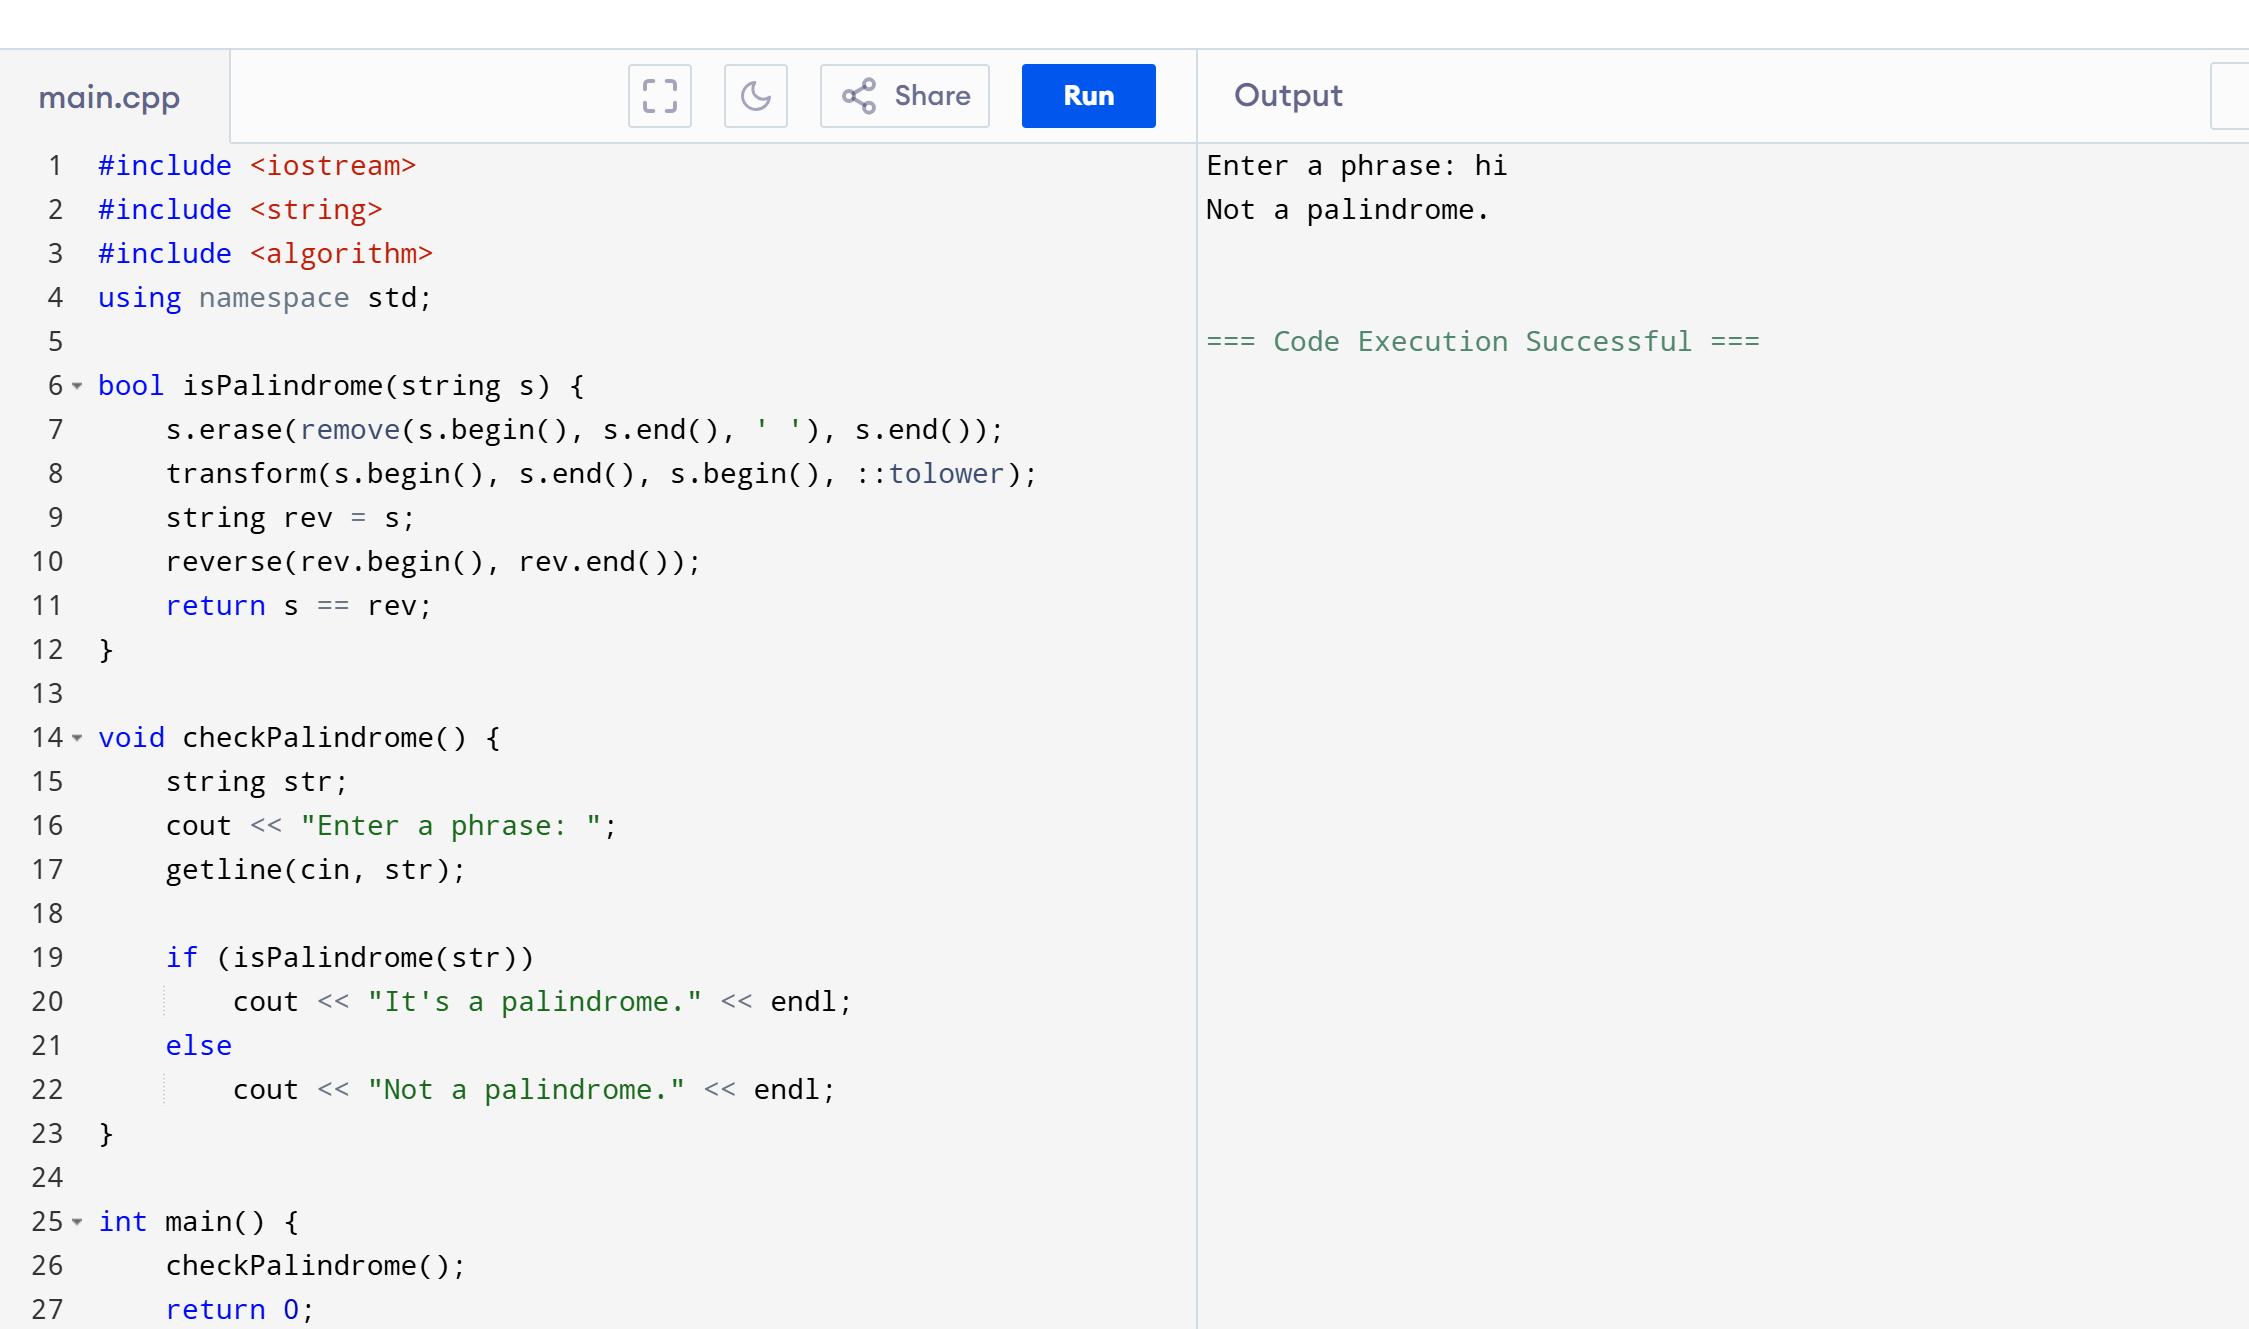 main.cpp
Share
Run
Output
1 #include <iostream>
2 #include <string>
3 #include <algorithm>
4 using namespace std;
5
6 bool isPalindrome(string s) {
7     s.erase(remove(s.begin(), s.end(), ' '), s.end());
8     transform(s.begin(), s.end(), s.begin(), ::tolower);
9     string rev = s;
10     reverse(rev.begin(), rev.end());
11     return s == rev;
12 }
13
14 void checkPalindrome() {
15     string str;
16     cout << "Enter a phrase: ";
17     getline(cin, str);
18
19     if (isPalindrome(str))
20         cout << "It's a palindrome." << endl;
21     else
22         cout << "Not a palindrome." << endl;
23 }
24
25 int main() {
26     checkPalindrome();
27     return 0;
Enter a phrase: hi
Not a palindrome.
=== Code Execution Successful ===